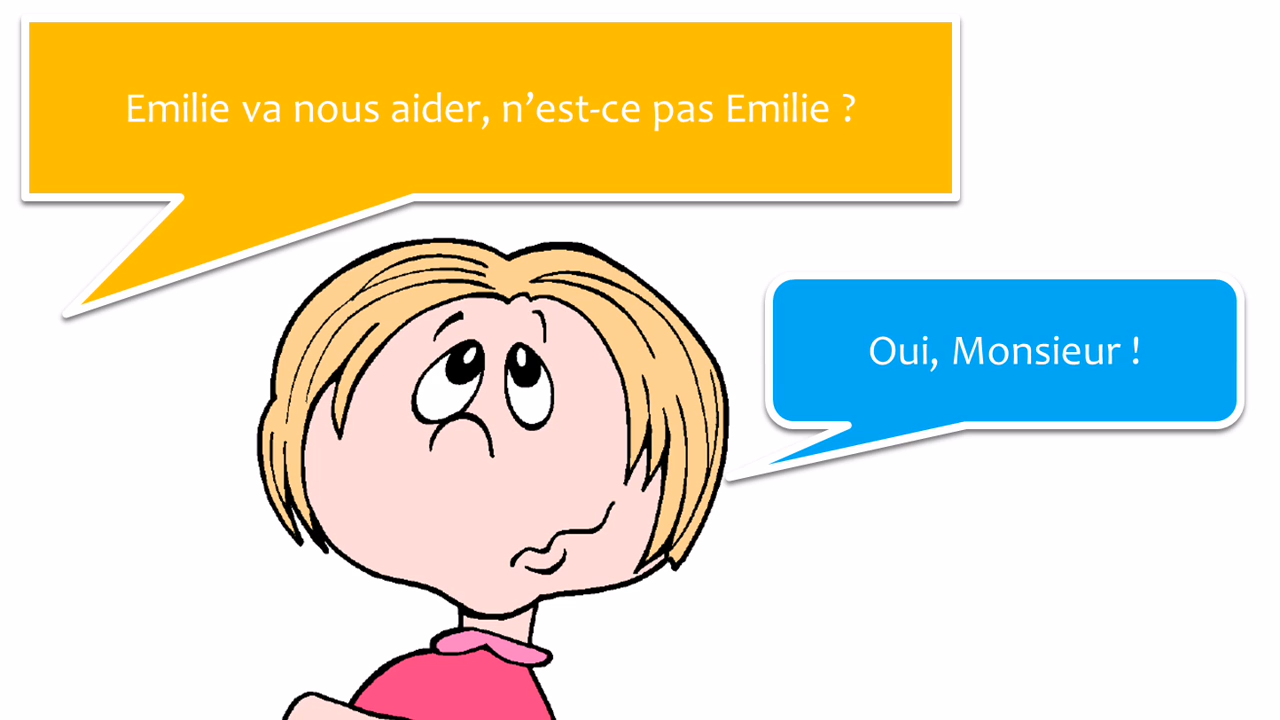 Emilie va nous aider, n’est-ce pas Emilie ?
Oui, Monsieur !